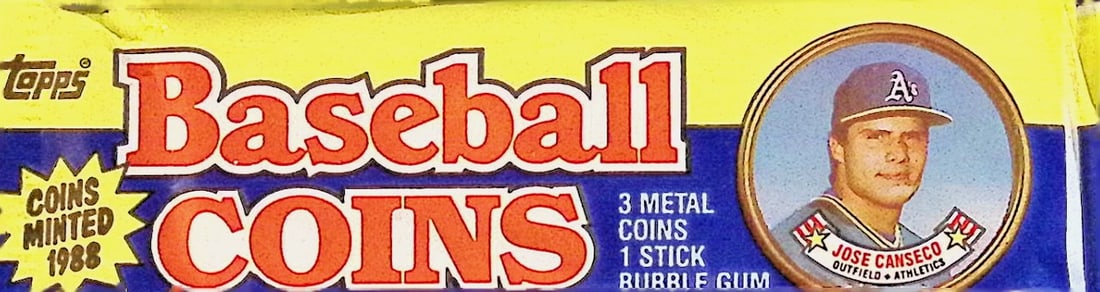 Topps®
Baseball
COINS
COINS
MINTED
1988
3 METAL
COINS
1 STICK
BUBBLE GUM
A's
JOSE CANSECO
OUTFIELD ♦ ATHLETICS